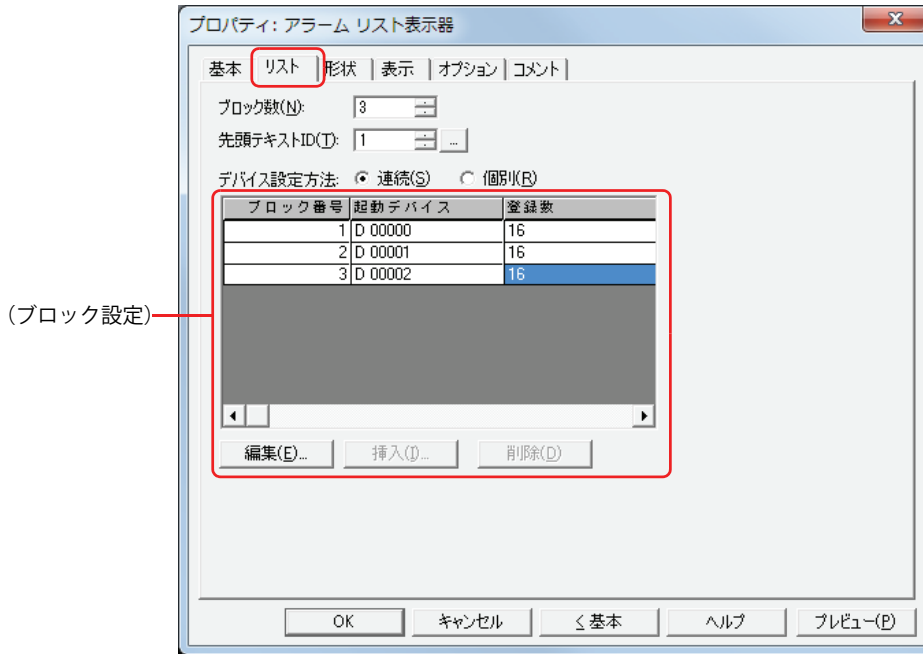 プロパティ: アラーム リスト表示器
基本 リスト 形状 表示 オプション コメント
ブロック数(N): 3
先頭テキストID(T): 1 ...
デバイス設定方法: 連続(S) 個別(R)
ブロック番号 起動デバイス 登録数
1 D 00000 16
2 D 00001 16
3 D 00002 16
(ブロック設定)
編集(E)... 挿入(I)... 削除(D)
OK キャンセル < 基本 ヘルプ プレビュー(P)